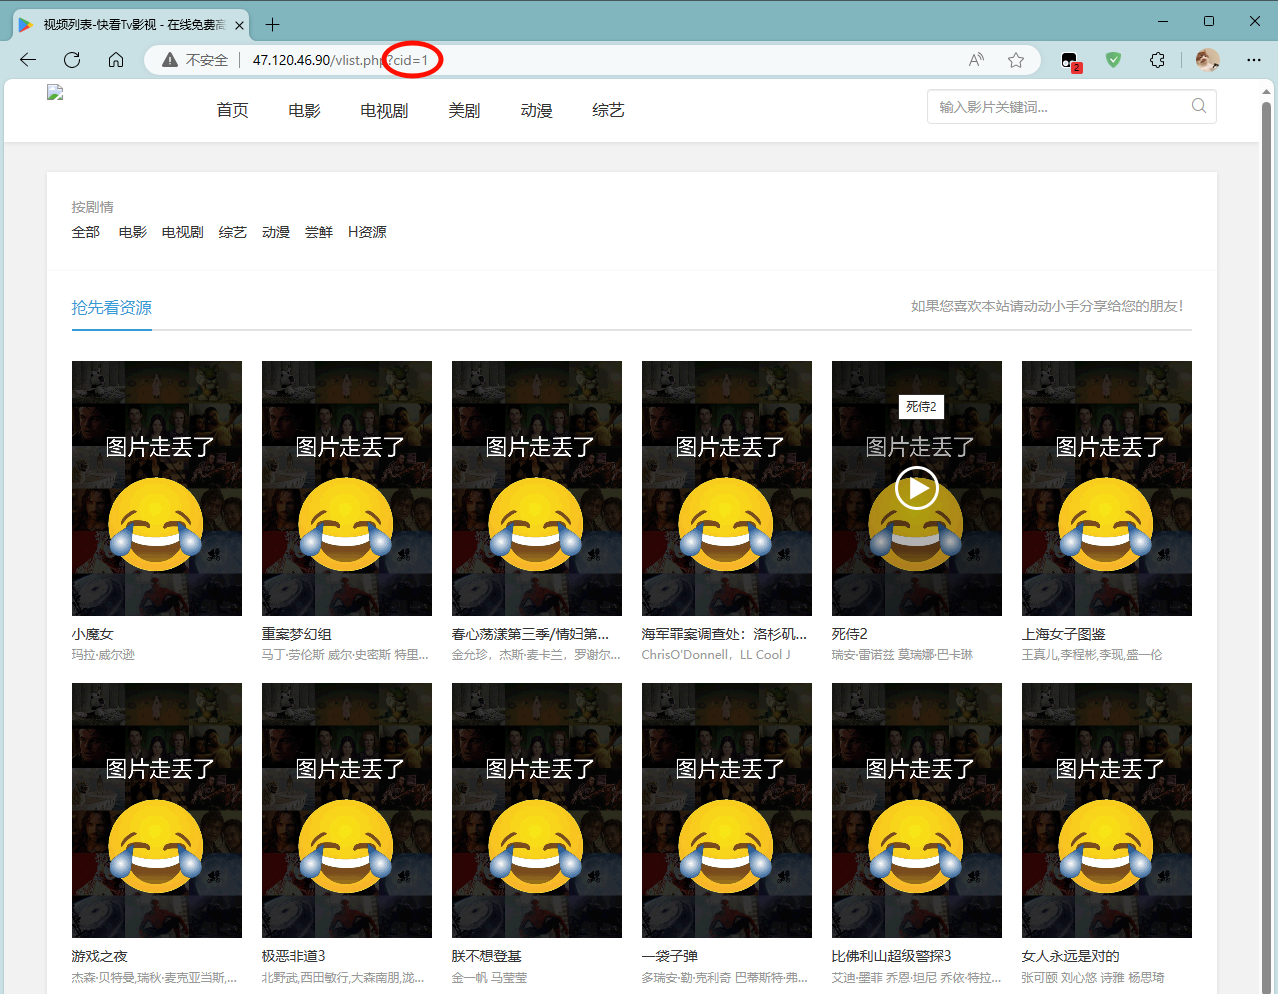 视频列表-快看Tv影视 - 在线免费高
不安全 47.120.46.90/vlist.php?cid=1
首页 电影 电视剧 美剧 动漫 综艺 输入影片关键词...
按剧情
全部 电影 电视剧 综艺 动漫 尝鲜 H资源
抢先看资源 如果您喜欢本站请动动小手分享给您的朋友!
死侍2
图片走丢了 图片走丢了 图片走丢了 图片走丢了 图片走丢了 图片走丢了
小魔女 重案梦幻组 春心荡漾第三季/情妇第... 海军罪案调查处：洛杉矶... 死侍2 上海女子图鉴
玛拉·威尔逊 马丁·劳伦斯 威尔·史密斯 特里... 金允珍，杰斯·麦卡兰，罗谢尔... ChrisO'Donnell，LL Cool J 瑞安·雷诺兹 莫瑞娜·巴卡琳 王真儿,李程彬,李现,盛一伦
图片走丢了 图片走丢了 图片走丢了 图片走丢了 图片走丢了 图片走丢了
游戏之夜 极恶非道3 朕不想登基 一袋子弹 比佛利山超级警探3 女人永远是对的
杰森·贝特曼,瑞秋·麦克亚当斯,... 北野武,西田敏行,大森南朋,泷... 金一帆 马莹莹 多瑞安·勒·克利奇 巴蒂斯特·弗... 艾迪·墨菲 乔恩·坦尼 乔依·特拉... 张可颐 刘心悠 诗雅 杨思琦